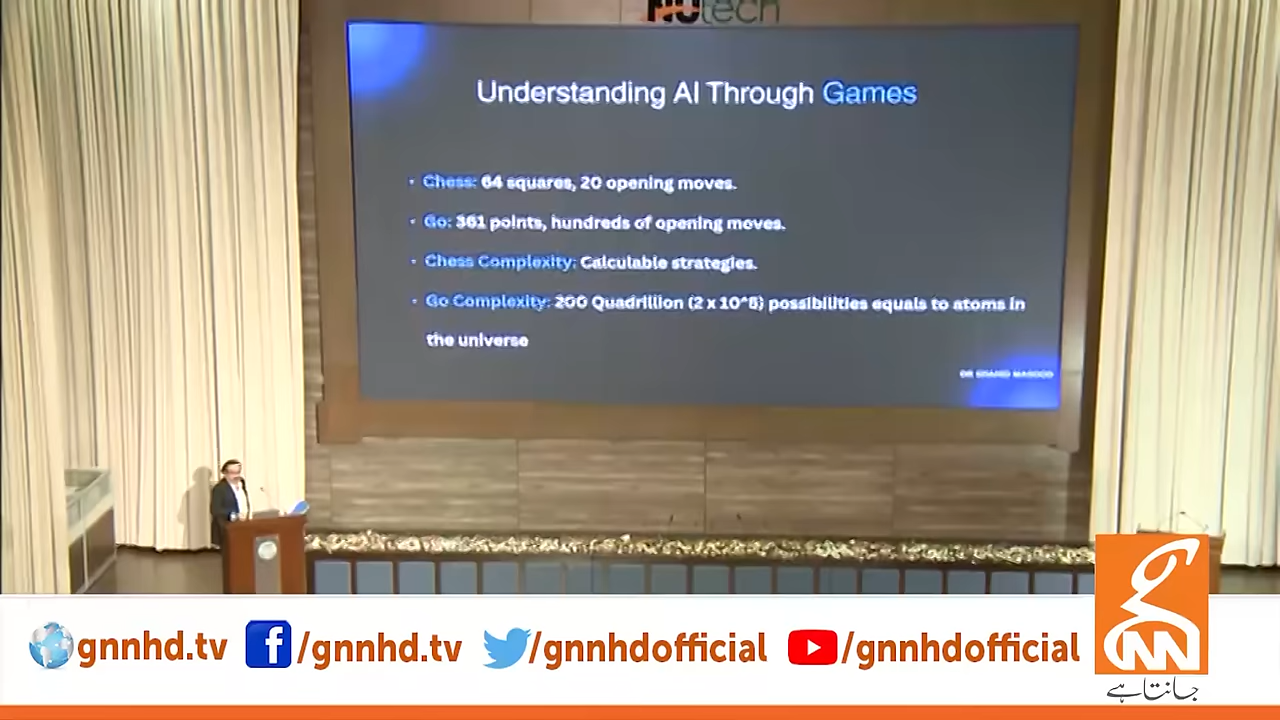 NUtech
Understanding AI Through Games
• Chess: 64 squares, 20 opening moves.
• Go: 361 points, hundreds of opening moves.
• Chess Complexity: Calculable strategies.
• Go Complexity: 200 Quadrillion (2 x 10^8) possibilities equals to atoms in
the universe
gnnhd.tv /gnnhd.tv /gnnhdofficial /gnnhdofficial
GNN
جانتا ہے